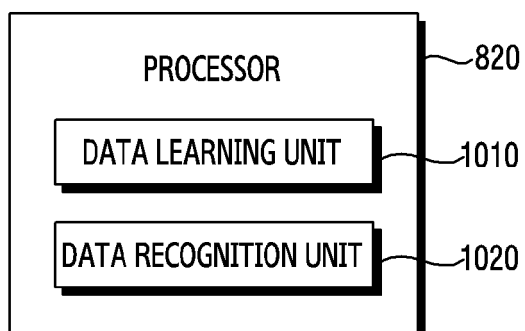 PROCESSOR
820
DATA LEARNING UNIT
1010
DATA RECOGNITION UNIT
1020